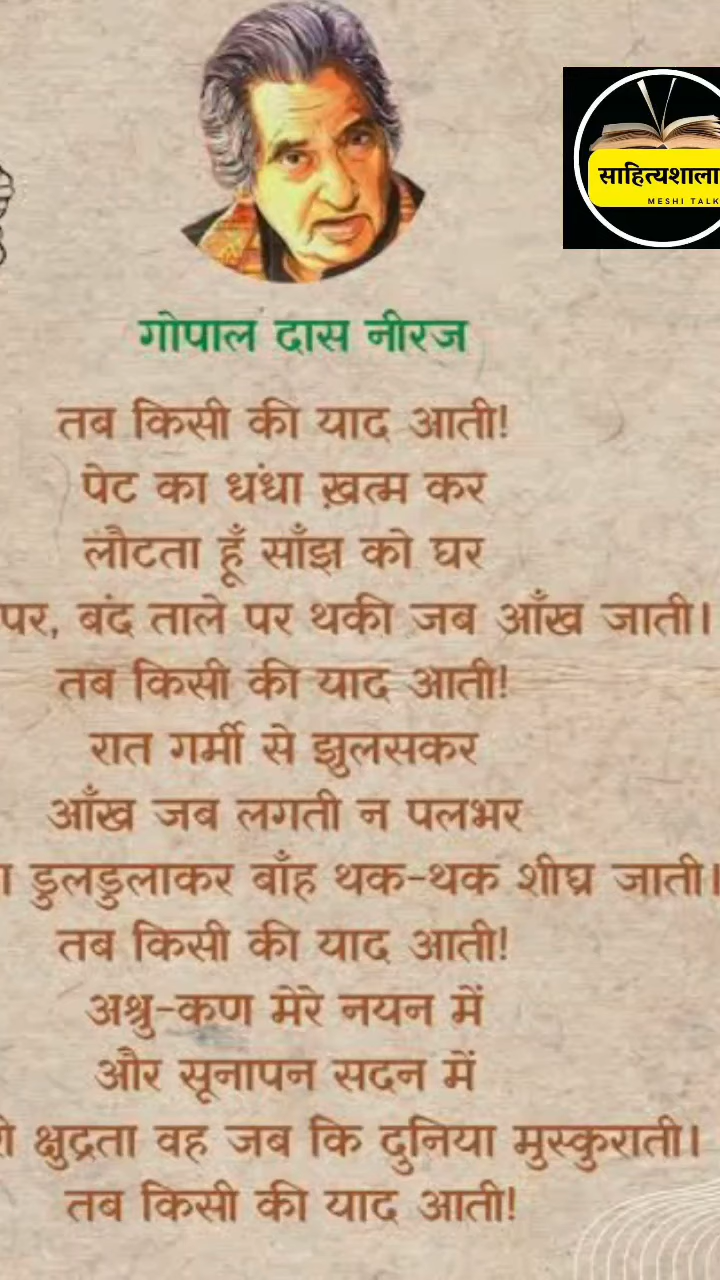 साहित्यशाला
MESHI TALK
गोपाल दास नीरज
तब किसी की याद आती!
पेट का धंधा ख़त्म कर
लौटता हूँ साँझ को घर
पर, बंद ताले पर थकी जब आँख जाती।
तब किसी की याद आती!
रात गर्मी से झुलसकर
आँख जब लगती न पलभर
डुलडुलाकर बाँह थक-थक शीघ्र जाती।
तब किसी की याद आती!
अश्रु-कण मेरे नयन में
और सूनापन सदन में
क्षुद्रता वह जब कि दुनिया मुस्कुराती।
तब किसी की याद आती!